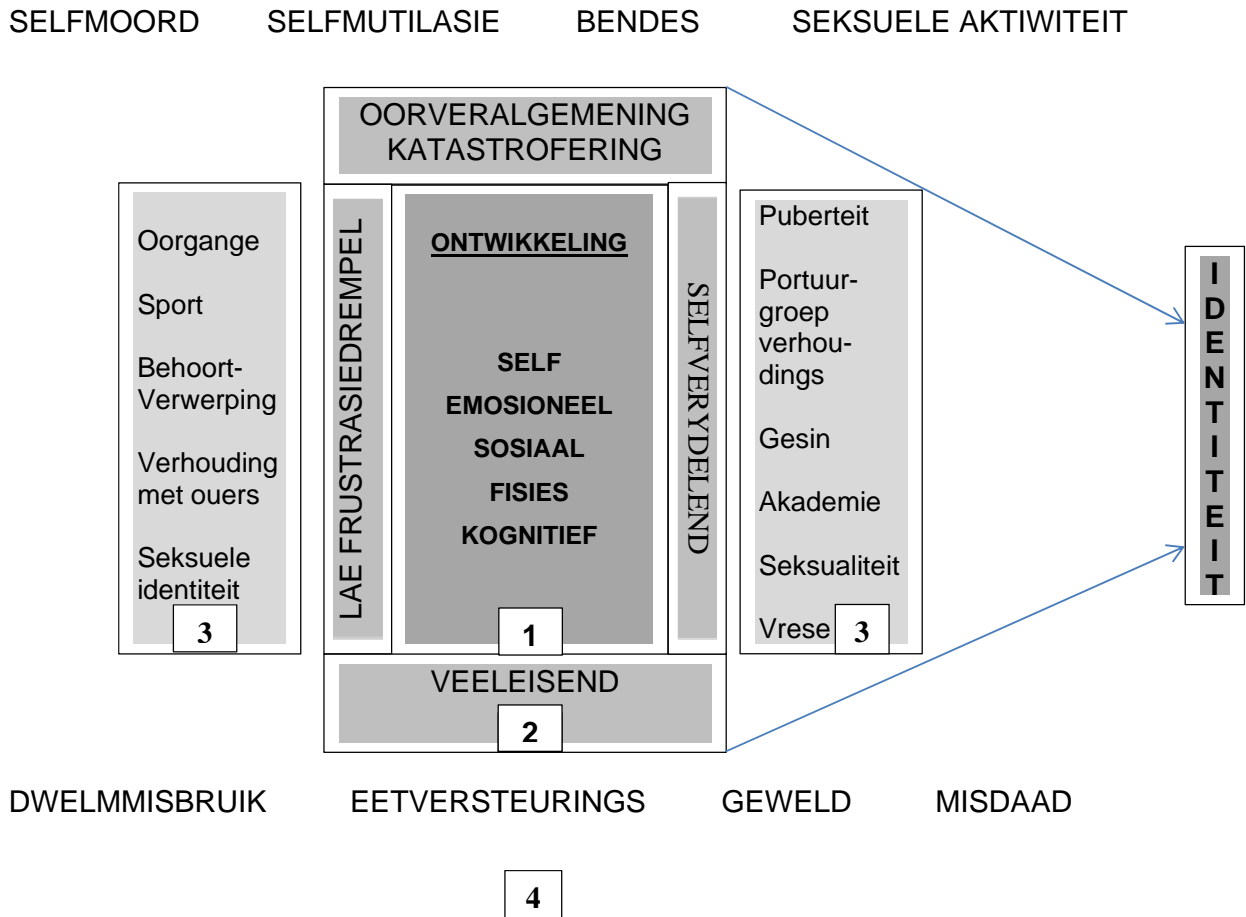 SELFMOORD SELFMUTILASIE BENDES SEKSUELE AKTIWITEIT
OORVERALGEMENING
KATASTROFERING
Oorgange
Sport
Behoort-
Verwerping
Verhouding
met ouers
Seksuele
identiteit
3
LAE FRUSTRASIEDREMPEL
ONTWIKKELING
SELF
EMOSIONEEL
SOSIAAL
FISIES
KOGNITIEF
1
SELFVERYDELEND
Puberteit
Portuur-
groep
verhou-
dings
Gesin
Akademie
Seksualiteit
Vrese 3
IDENTITEIT
VEELEISEND
2
DWELMMISBRUIK EETVERSTEURINGS GEWELD MISDAAD
4